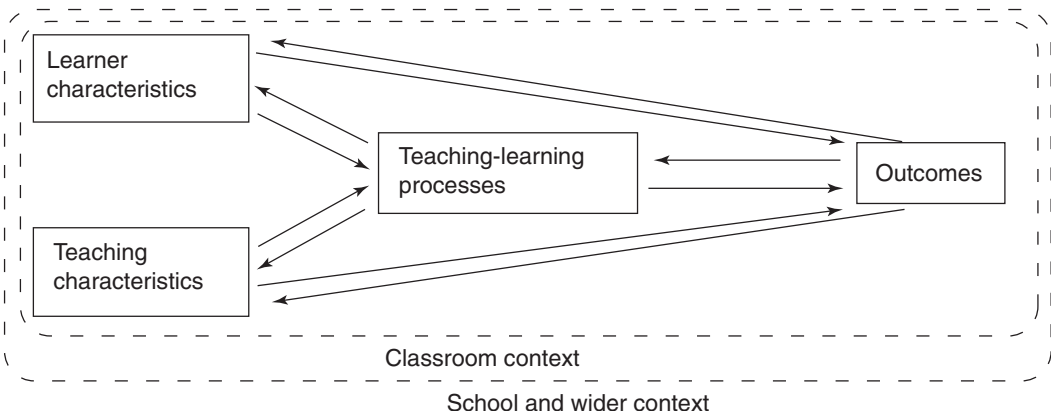 Learner
characteristics
Teaching-learning
processes
Outcomes
Teaching
characteristics
Classroom context
School and wider context